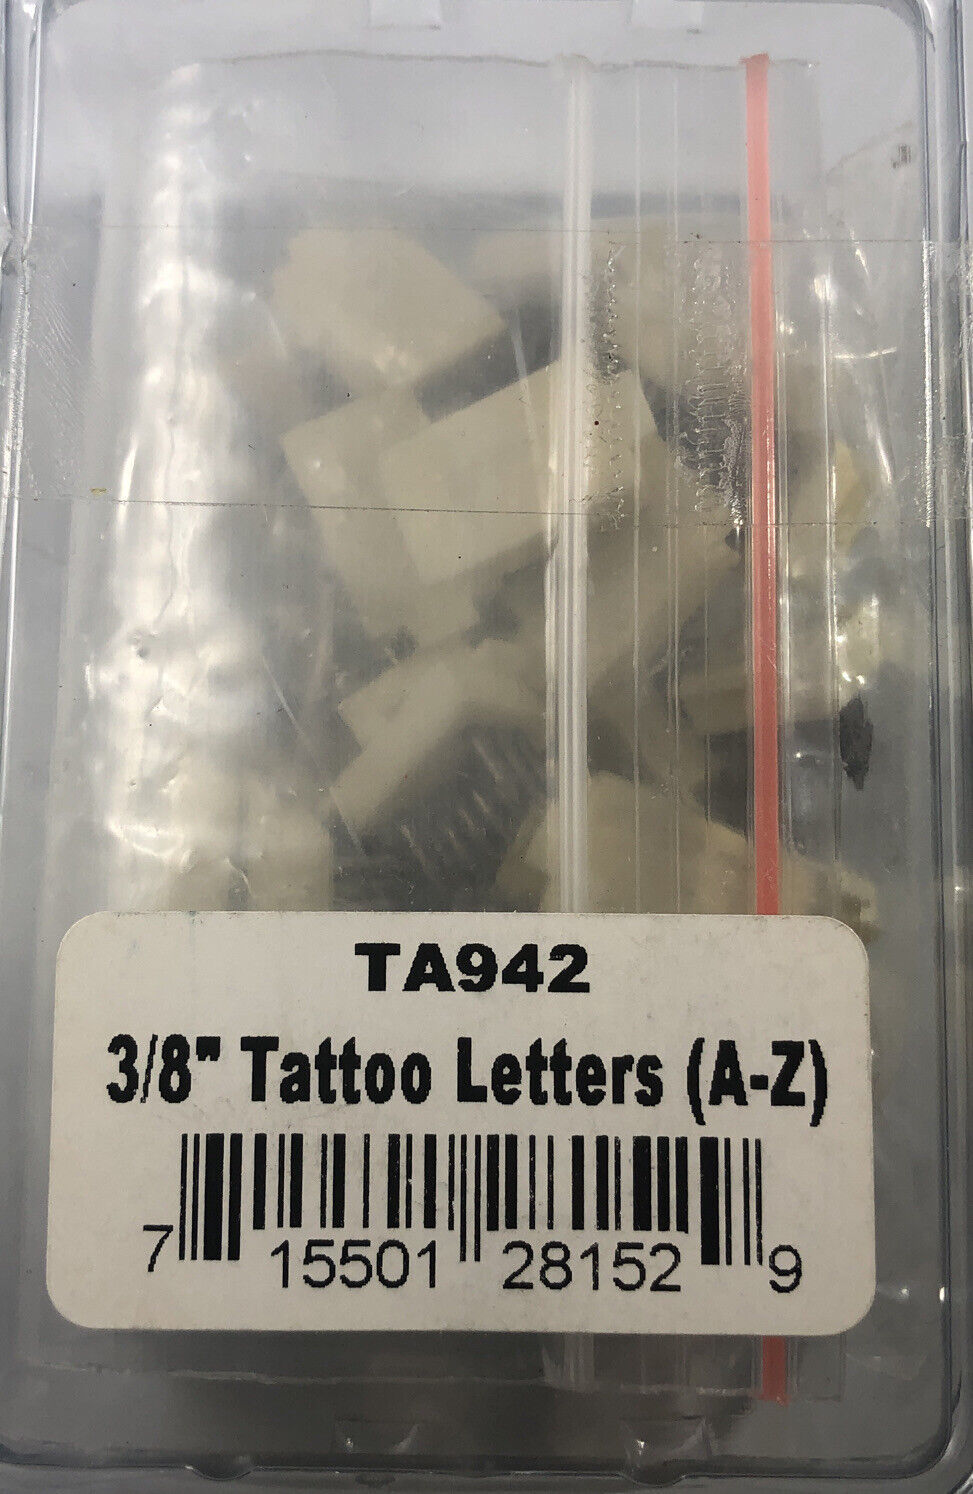 TA942
3/8" Tattoo Letters (A-Z)
7 15501 28152 9